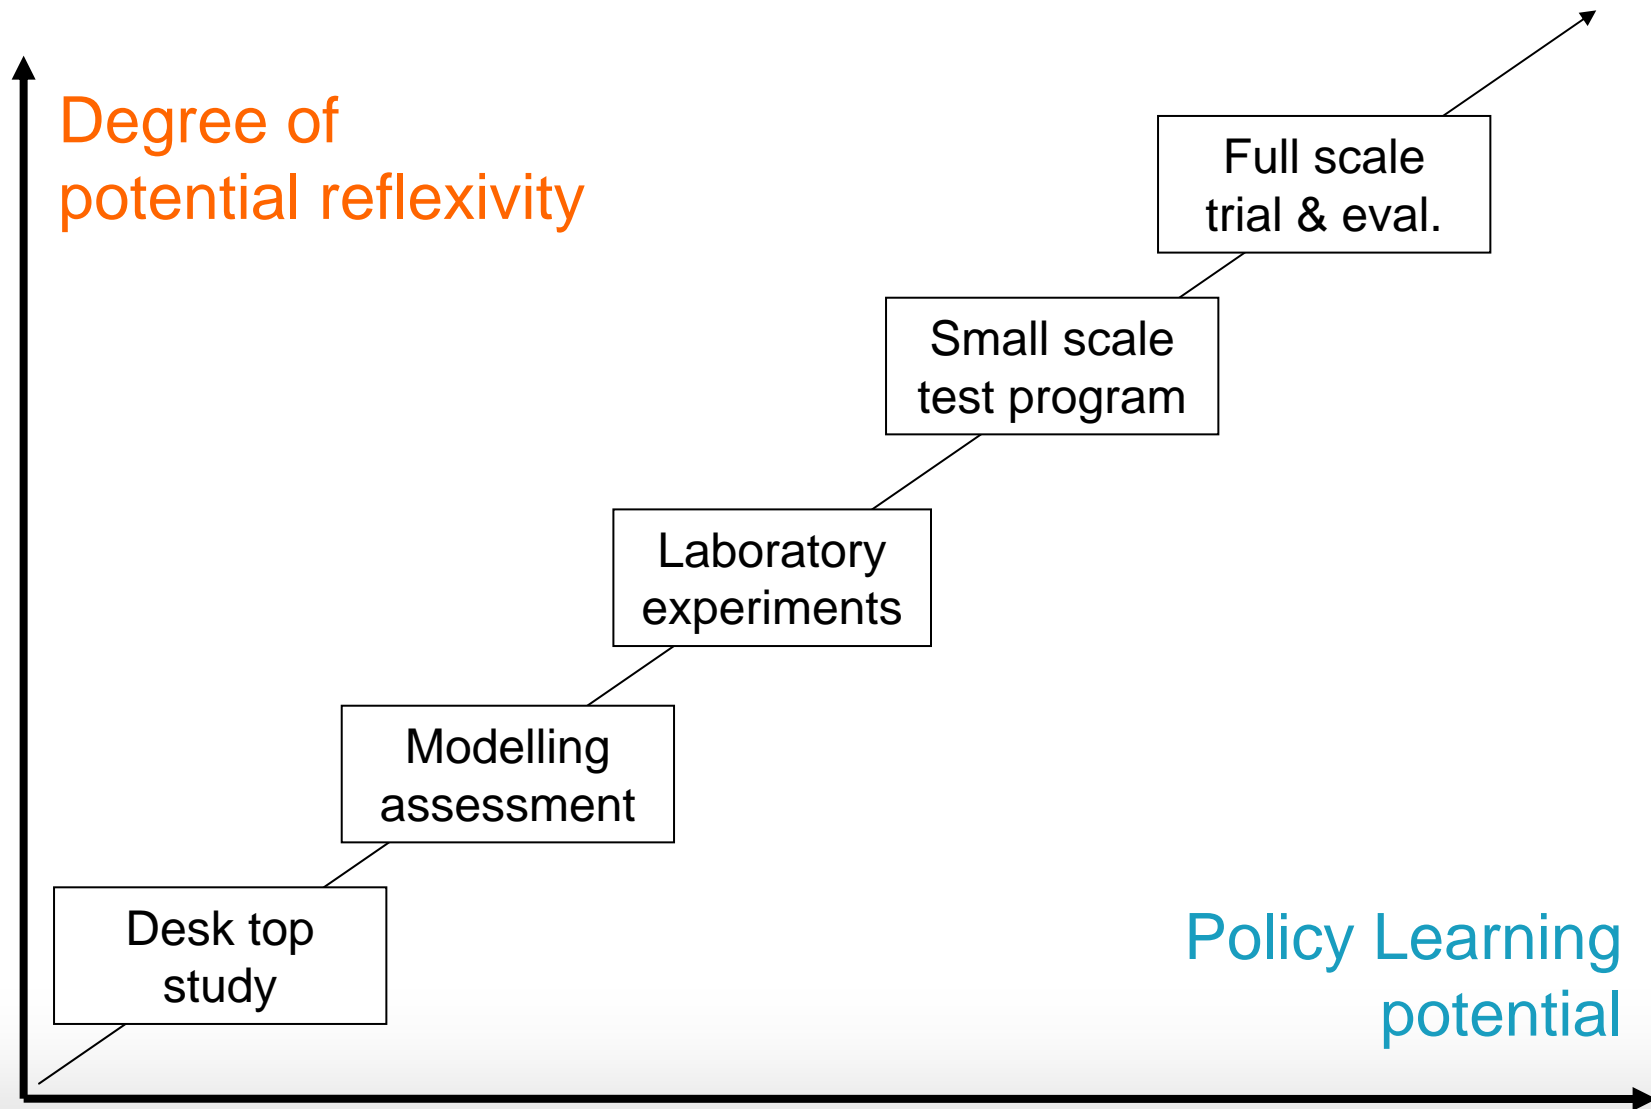 Degree of
potential reflexivity
Full scale
trial & eval.
Small scale
test program
Laboratory
experiments
Modelling
assessment
Desk top
study
Policy Learning
potential